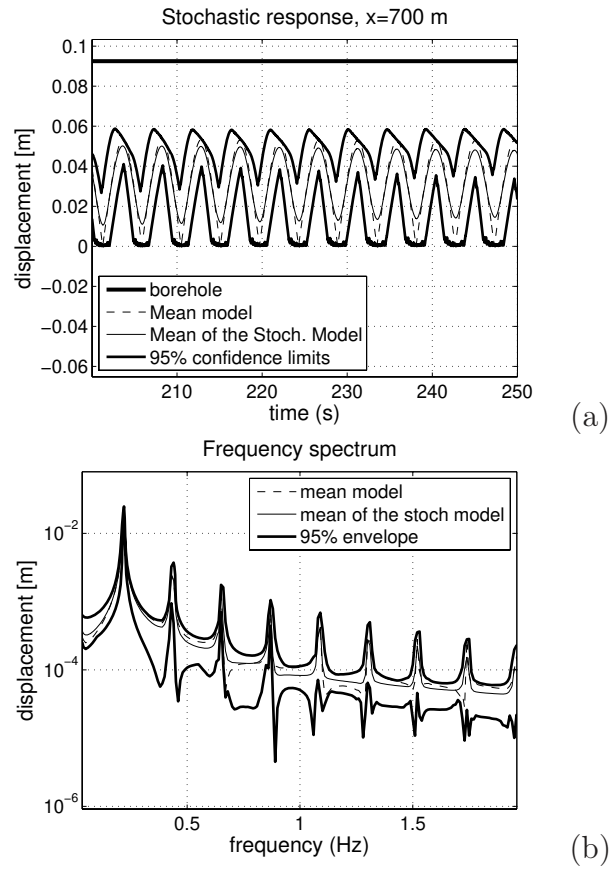 Stochastic response, x=700 m
0.1
0.08
0.06
0.04
0.02
0
−0.02
−0.04
−0.06
displacement [m]
borehole
Mean model
Mean of the Stoch. Model
95% confidence limits
210 220 230 240 250
time (s)
(a)
Frequency spectrum
10^-2
10^-4
10^-6
displacement [m]
mean model
mean of the stoch model
95% envelope
0.5 1 1.5
frequency (Hz)
(b)